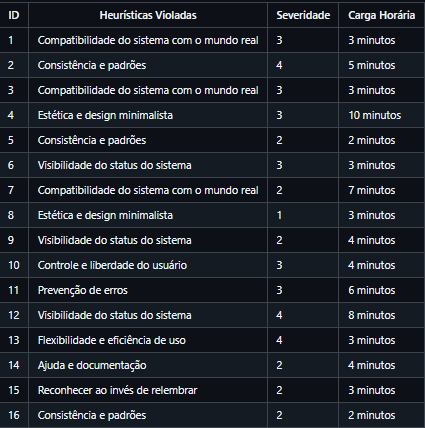 ID Heurísticas Violadas Severidade Carga Horária
1 Compatibilidade do sistema com o mundo real 3 3 minutos
2 Consistência e padrões 4 5 minutos
3 Compatibilidade do sistema com o mundo real 3 3 minutos
4 Estética e design minimalista 3 10 minutos
5 Consistência e padrões 2 2 minutos
6 Visibilidade do status do sistema 3 3 minutos
7 Compatibilidade do sistema com o mundo real 2 7 minutos
8 Estética e design minimalista 1 3 minutos
9 Visibilidade do status do sistema 2 4 minutos
10 Controle e liberdade do usuário 3 4 minutos
11 Prevenção de erros 3 6 minutos
12 Visibilidade do status do sistema 4 8 minutos
13 Flexibilidade e eficiência de uso 4 3 minutos
14 Ajuda e documentação 2 4 minutos
15 Reconhecer ao invés de relembrar 2 3 minutos
16 Consistência e padrões 2 2 minutos